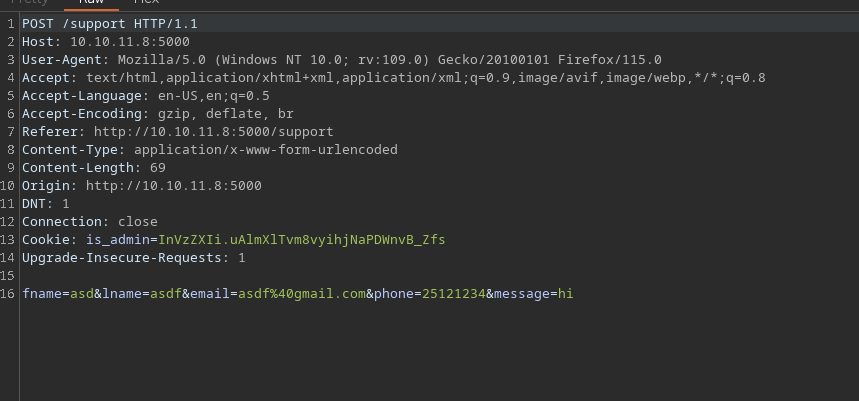 Pretty Raw Hex
1 POST /support HTTP/1.1
2 Host: 10.10.11.8:5000
3 User-Agent: Mozilla/5.0 (Windows NT 10.0; rv:109.0) Gecko/20100101 Firefox/115.0
4 Accept: text/html,application/xhtml+xml,application/xml;q=0.9,image/avif,image/webp,*/*;q=0.8
5 Accept-Language: en-US,en;q=0.5
6 Accept-Encoding: gzip, deflate, br
7 Referer: http://10.10.11.8:5000/support
8 Content-Type: application/x-www-form-urlencoded
9 Content-Length: 69
10 Origin: http://10.10.11.8:5000
11 DNT: 1
12 Connection: close
13 Cookie: is_admin=InVzZXIi.uAlmXlTvm8vyihjNaPDWnvB_Zfs
14 Upgrade-Insecure-Requests: 1
15
16 fname=asd&lname=asdf&email=asdf%40gmail.com&phone=25121234&message=hi